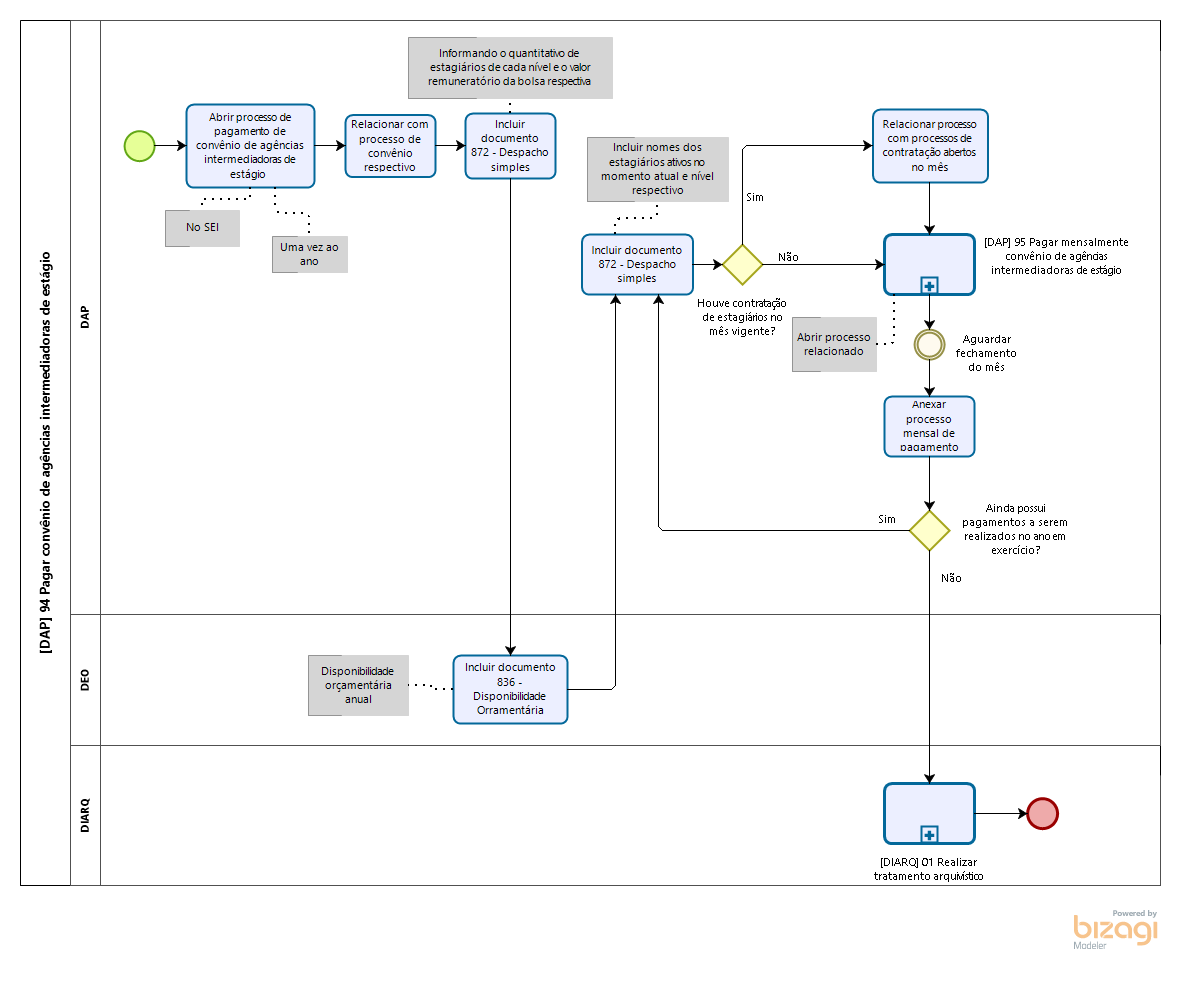 [DAP] 94 Pagar convênio de agências intermediadoras de estágio
DAP
Informando o quantitativo de
estagiários de cada nível e o valor
remuneratório da bolsa respectiva
Abrir processo de
pagamento de
convênio de agências
intermediadoras de
estágio
Relacionar com
processo de
convênio
respectivo
Incluir
documento
872 - Despacho
simples
No SEI
Uma vez ao
ano
Incluir nomes dos
estagiários ativos no
momento atual e nível
respectivo
Incluir documento
872 - Despacho
simples
Houve contratação
de estagiários no
mês vigente?
Sim
Não
Relacionar processo
com processos de
contratação abertos
no mês
[DAP] 95 Pagar mensalmente
convênio de agências
intermediadoras de estágio
Abrir processo
relacionado
Aguardar
fechamento
do mês
Anexar
processo
mensal de
pagamento
Ainda possui
pagamentos a serem
realizados no ano em
exercício?
Sim
Não
DEO
Disponibilidade
orçamentária
anual
Incluir documento
836 -
Disponibilidade
Orramentária
DIARQ
[DIARQ] 01 Realizar
tratamento arquivístico
Powered by
bizagi
Modeler